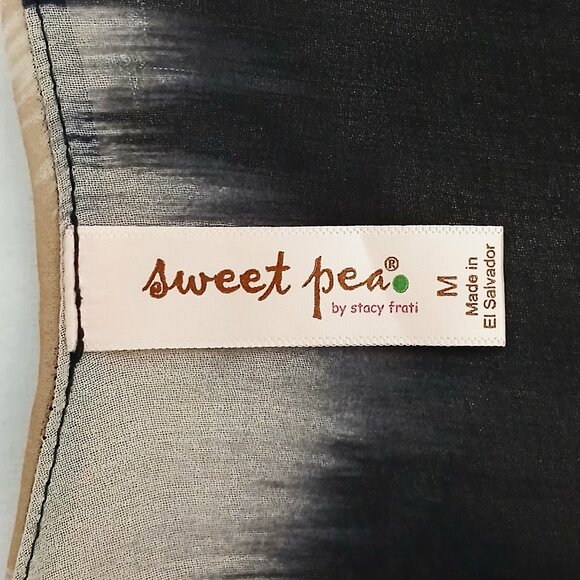 sweet pea®
by stacy frati
M
Made in
El Salvador